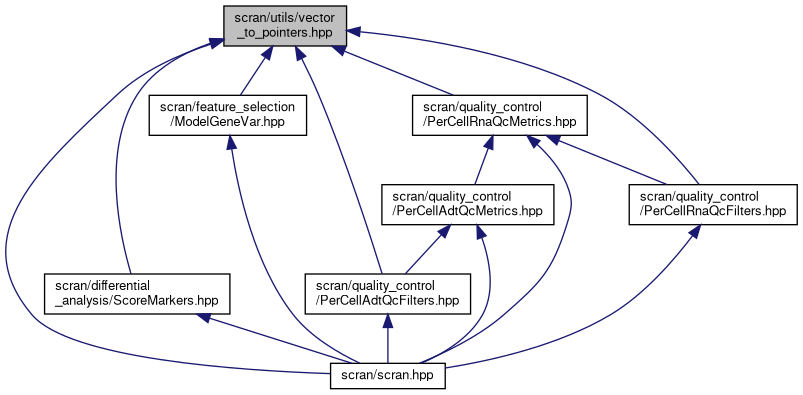 scran/utils/vector
_to_pointers.hpp
scran/feature_selection
/ModelGeneVar.hpp
scran/quality_control
/PerCellRnaQcMetrics.hpp
scran/quality_control
/PerCellAdtQcMetrics.hpp
scran/quality_control
/PerCellRnaQcFilters.hpp
scran/differential
_analysis/ScoreMarkers.hpp
scran/quality_control
/PerCellAdtQcFilters.hpp
scran/scran.hpp